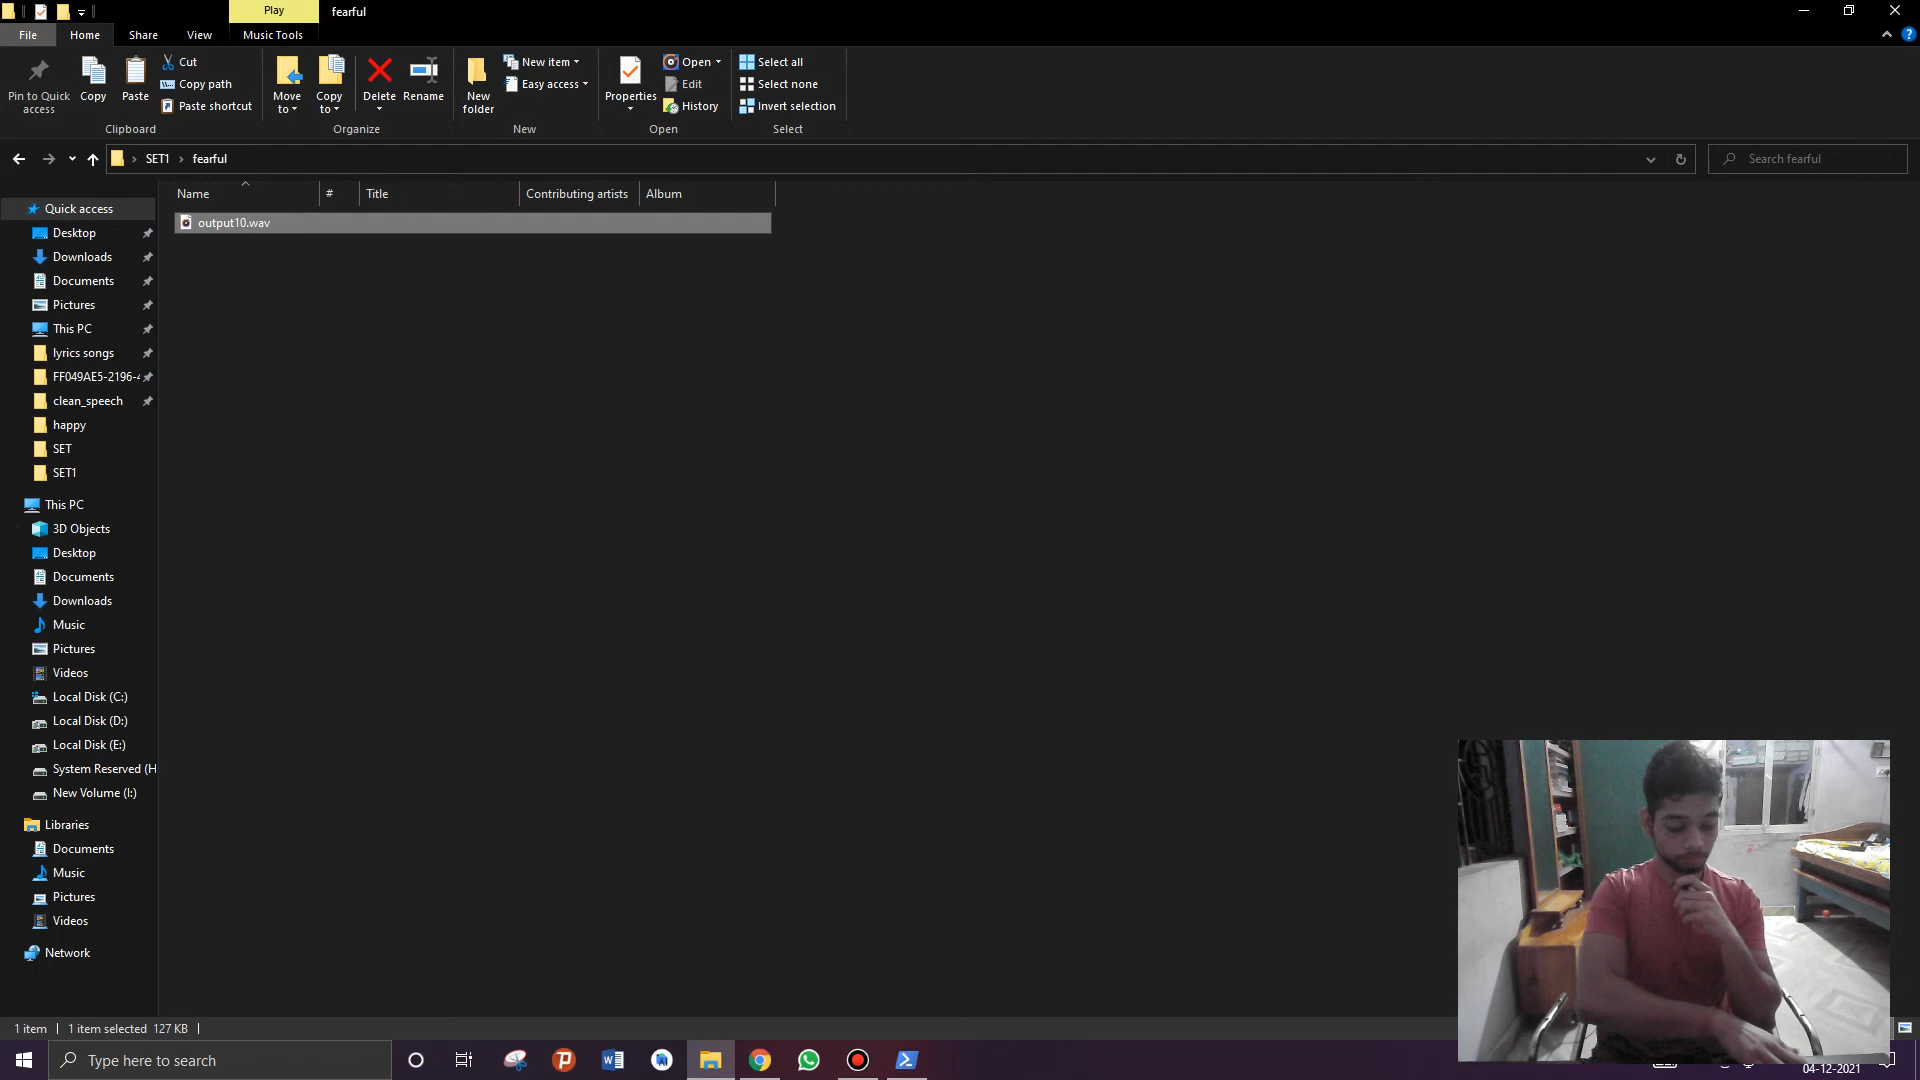 Play
fearful
File
Home
Share
View
Music Tools
Pin to Quick
access
Copy
Paste
Cut
Copy path
Paste shortcut
Clipboard
Move
to
Copy
to
Delete
Rename
Organize
New
folder
New item
Easy access
New
Properties
Open
Edit
History
Open
Select all
Select none
Invert selection
Select
SET1 › fearful
Search fearful
Name
#
Title
Contributing artists
Album
output10.wav
Quick access
Desktop
Downloads
Documents
Pictures
This PC
lyrics songs
FF049AE5-2196-
clean_speech
happy
SET
SET1
This PC
3D Objects
Desktop
Documents
Downloads
Music
Pictures
Videos
Local Disk (C:)
Local Disk (D:)
Local Disk (E:)
System Reserved (H
New Volume (I:)
Libraries
Documents
Music
Pictures
Videos
Network
1 item
1 item selected 127 KB
Type here to search
04-12-2021